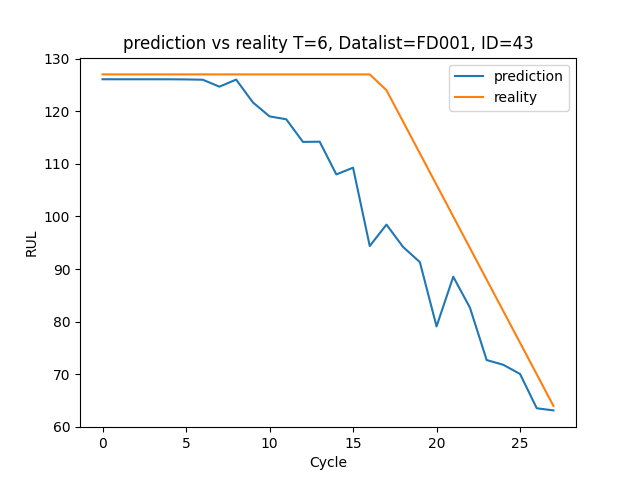 prediction vs reality T=6, Datalist=FD001, ID=43
prediction
reality
130
120
110
100
90
80
70
60
RUL
0 5 10 15 20 25
Cycle